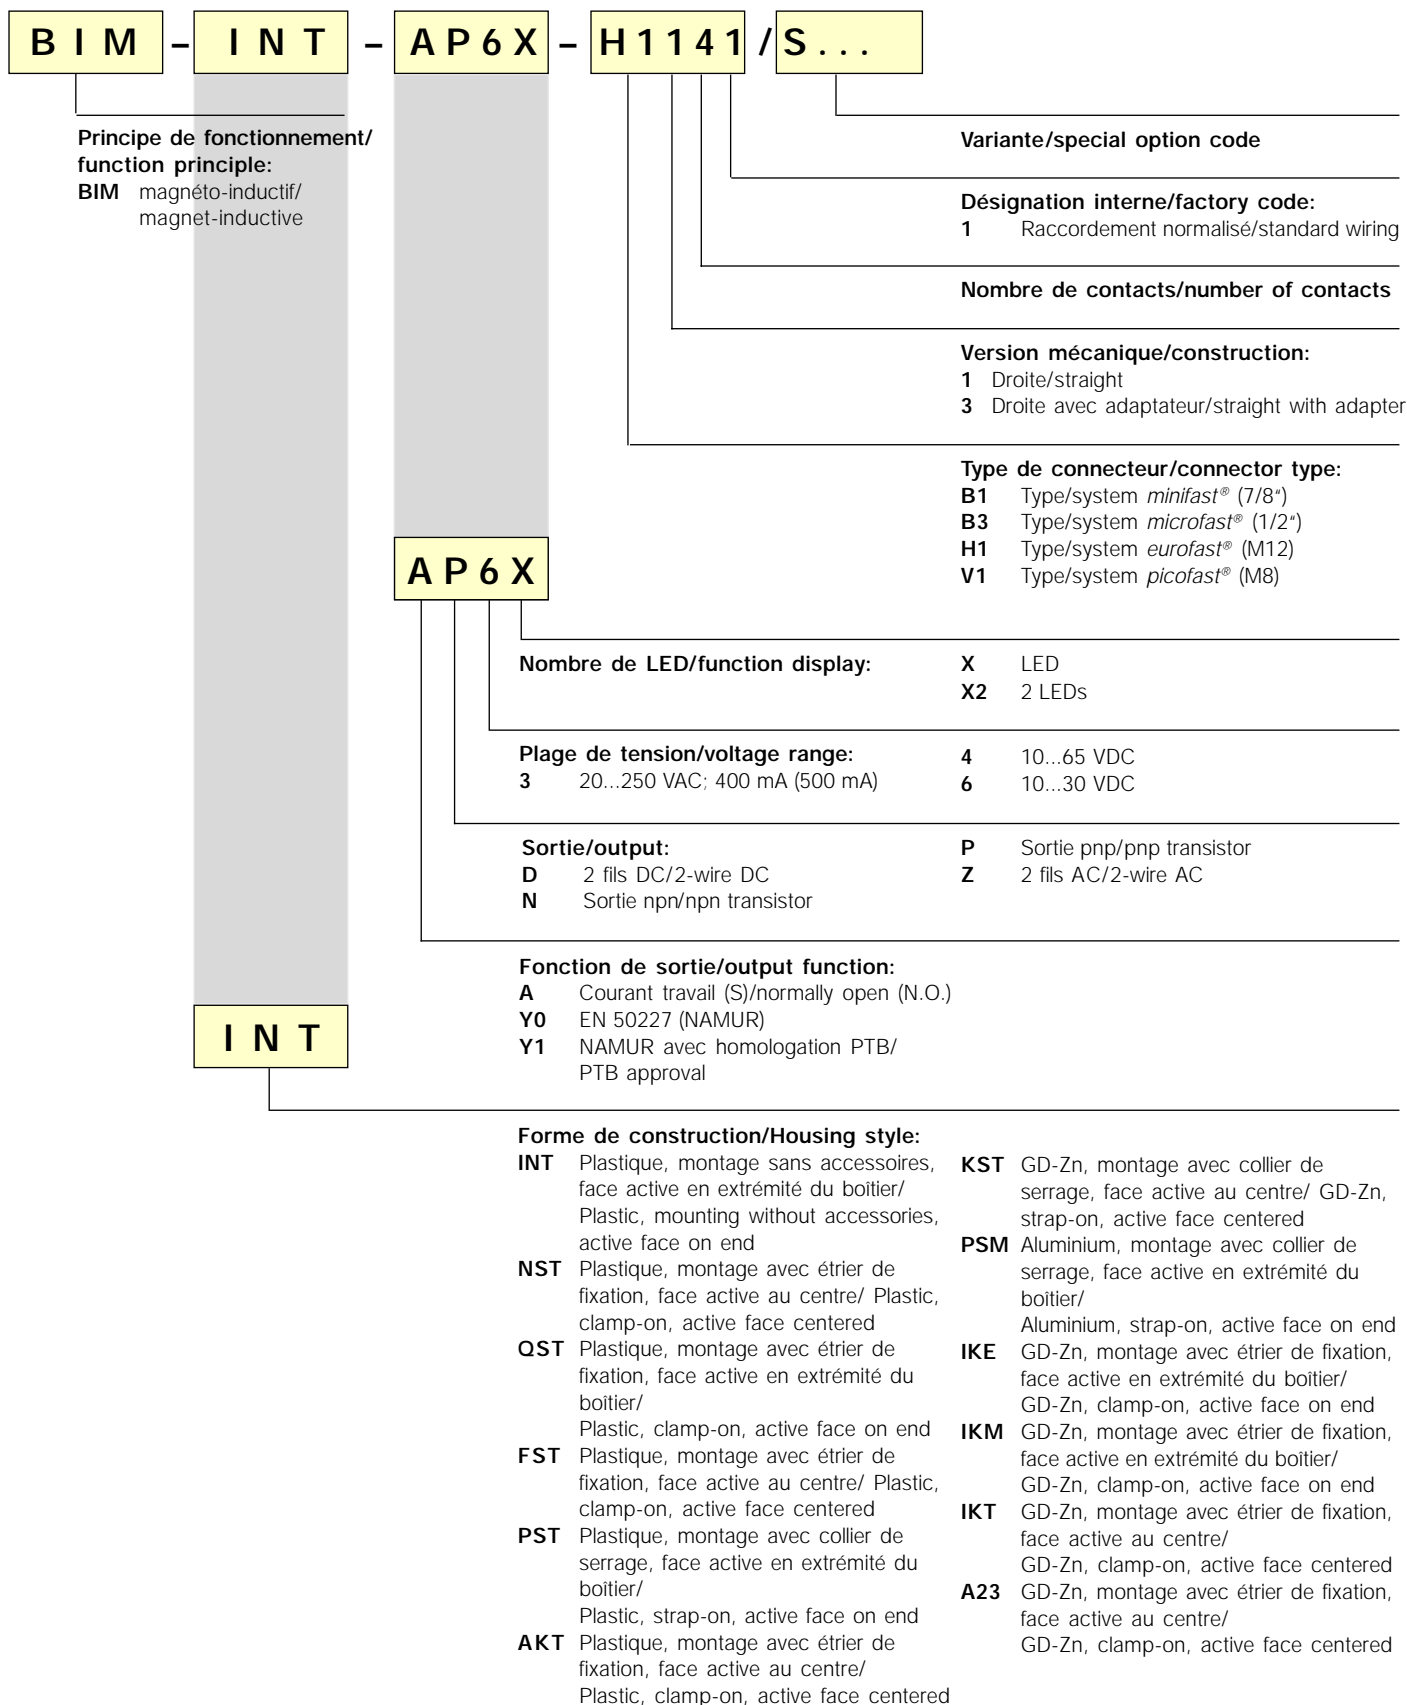 BIM – INT – AP6X – H1141 / S...
Principe de fonctionnement/
function principle:
BIM magnéto-inductif/
magnet-inductive
Variante/special option code
Désignation interne/factory code:
1 Raccordement normalisé/standard wiring
Nombre de contacts/number of contacts
Version mécanique/construction:
1 Droite/straight
3 Droite avec adaptateur/straight with adapter
Type de connecteur/connector type:
B1 Type/system minifast® (7/8“)
B3 Type/system microfast® (1/2“)
H1 Type/system eurofast® (M12)
V1 Type/system picofast® (M8)
AP6X
Nombre de LED/function display:
X LED
X2 2 LEDs
Plage de tension/voltage range:
3 20...250 VAC; 400 mA (500 mA)
4 10...65 VDC
6 10...30 VDC
Sortie/output:
D 2 fils DC/2-wire DC
N Sortie npn/npn transistor
P Sortie pnp/pnp transistor
Z 2 fils AC/2-wire AC
Fonction de sortie/output function:
A Courant travail (S)/normally open (N.O.)
Y0 EN 50227 (NAMUR)
Y1 NAMUR avec homologation PTB/
PTB approval
INT
Forme de construction/Housing style:
INT Plastique, montage sans accessoires,
face active en extrémité du boîtier/
Plastic, mounting without accessories,
active face on end
NST Plastique, montage avec étrier de
fixation, face active au centre/ Plastic,
clamp-on, active face centered
QST Plastique, montage avec étrier de
fixation, face active en extrémité du
boîtier/
Plastic, clamp-on, active face on end
FST Plastique, montage avec étrier de
fixation, face active au centre/ Plastic,
clamp-on, active face centered
PST Plastique, montage avec collier de
serrage, face active en extrémité du
boîtier/
Plastic, strap-on, active face on end
AKT Plastique, montage avec étrier de
fixation, face active au centre/
Plastic, clamp-on, active face centered
KST GD-Zn, montage avec collier de
serrage, face active au centre/ GD-Zn,
strap-on, active face centered
PSM Aluminium, montage avec collier de
serrage, face active en extrémité du
boîtier/
Aluminium, strap-on, active face on end
IKE GD-Zn, montage avec étrier de fixation,
face active en extrémité du boîtier/
GD-Zn, clamp-on, active face on end
IKM GD-Zn, montage avec étrier de fixation,
face active en extrémité du boîtier/
GD-Zn, clamp-on, active face on end
IKT GD-Zn, montage avec étrier de fixation,
face active au centre/
GD-Zn, clamp-on, active face centered
A23 GD-Zn, montage avec étrier de fixation,
face active au centre/
GD-Zn, clamp-on, active face centered